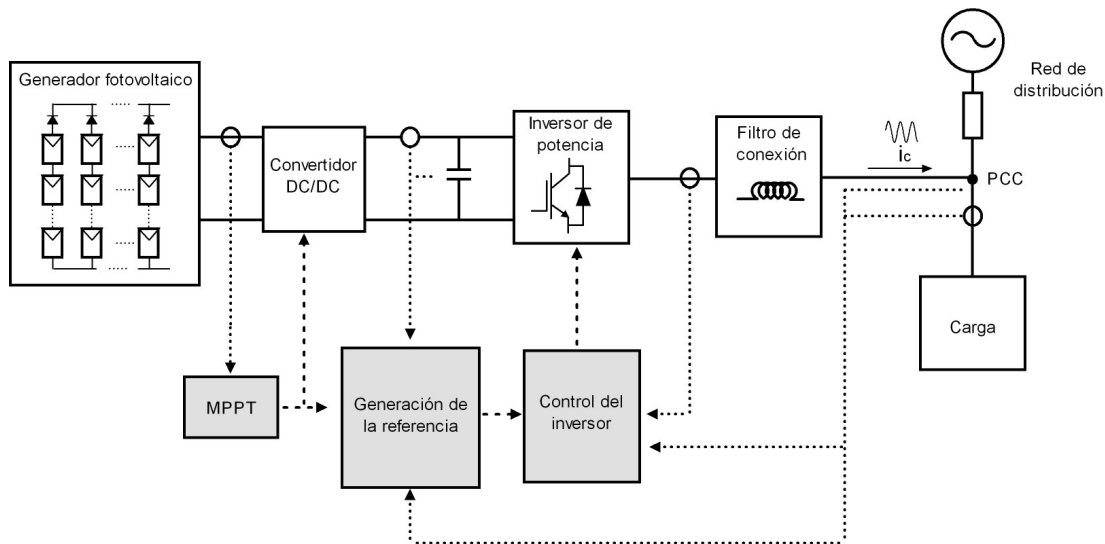 Generador fotovoltaico
Convertidor
DC/DC
Inversor de
potencia
Filtro de
conexión
ic
PCC
Red de
distribución
Carga
MPPT
Generación de
la referencia
Control del
inversor